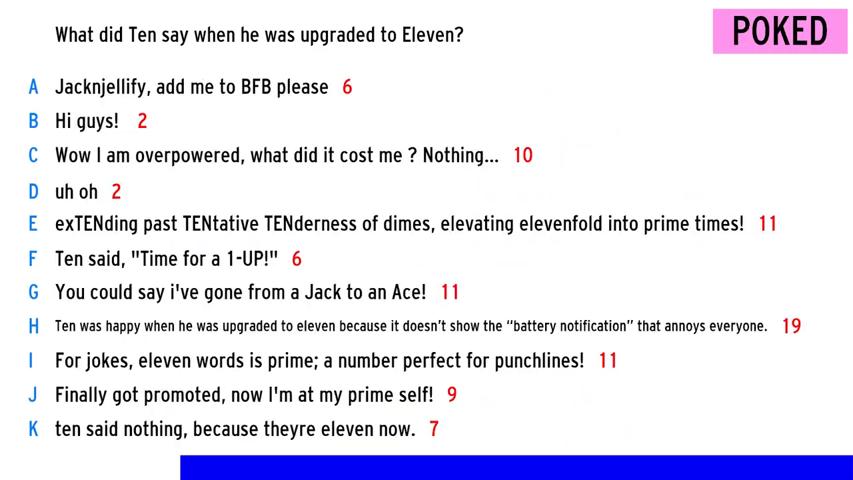 What did Ten say when he was upgraded to Eleven?
POKED
A Jacknjellify, add me to BFB please 6
B Hi guys! 2
C Wow I am overpowered, what did it cost me ? Nothing... 10
D uh oh 2
E exTENding past TENtative TENderness of dimes, elevating elevenfold into prime times! 11
F Ten said, "Time for a 1-UP!" 6
G You could say i've gone from a Jack to an Ace! 11
H Ten was happy when he was upgraded to eleven because it doesn't show the “battery notification” that annoys everyone. 19
I For jokes, eleven words is prime; a number perfect for punchlines! 11
J Finally got promoted, now I'm at my prime self! 9
K ten said nothing, because theyre eleven now. 7